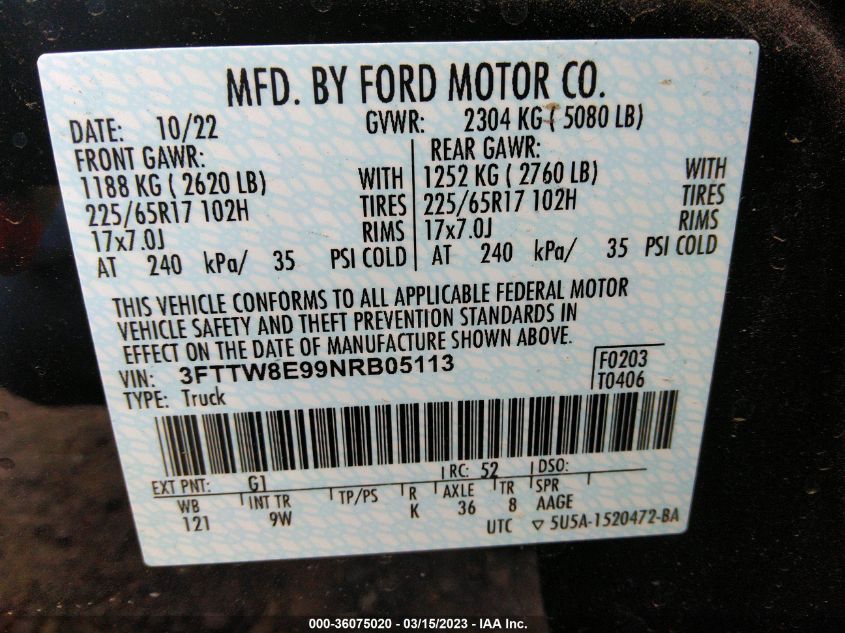 MFD. BY FORD MOTOR CO.
DATE: 10/22 GVWR: 2304 KG ( 5080 LB)
FRONT GAWR: REAR GAWR:
1188 KG ( 2620 LB) WITH 1252 KG ( 2760 LB) WITH
225/65R17 102H TIRES 225/65R17 102H TIRES
17x7.0J RIMS 17x7.0J RIMS
AT 240 kPa/ 35 PSI COLD AT 240 kPa/ 35 PSI COLD
THIS VEHICLE CONFORMS TO ALL APPLICABLE FEDERAL MOTOR
VEHICLE SAFETY AND THEFT PREVENTION STANDARDS IN
EFFECT ON THE DATE OF MANUFACTURE SHOWN ABOVE.
VIN: 3FTTW8E99NRB05113 F0203
TYPE: Truck T0406
EXT PNT: G1 RC: 52 DSO:
WB INT TR TP/PS R AXLE TR SPR
121 9W K 36 8 AAGE
UTC ▽ 5U5A-1520472-BA
000-36075020 - 03/15/2023 - IAA Inc.